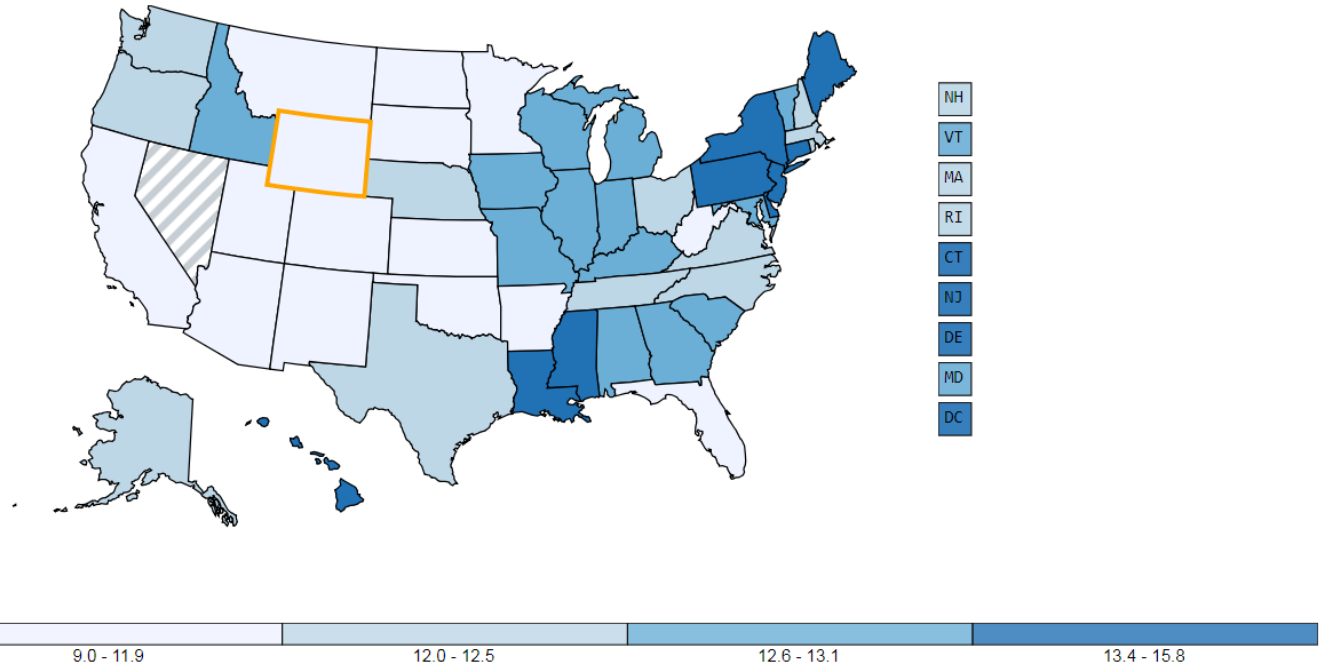 NH
VT
MA
RI
CT
NJ
DE
MD
DC
9.0 - 11.9
12.0 - 12.5
12.6 - 13.1
13.4 - 15.8